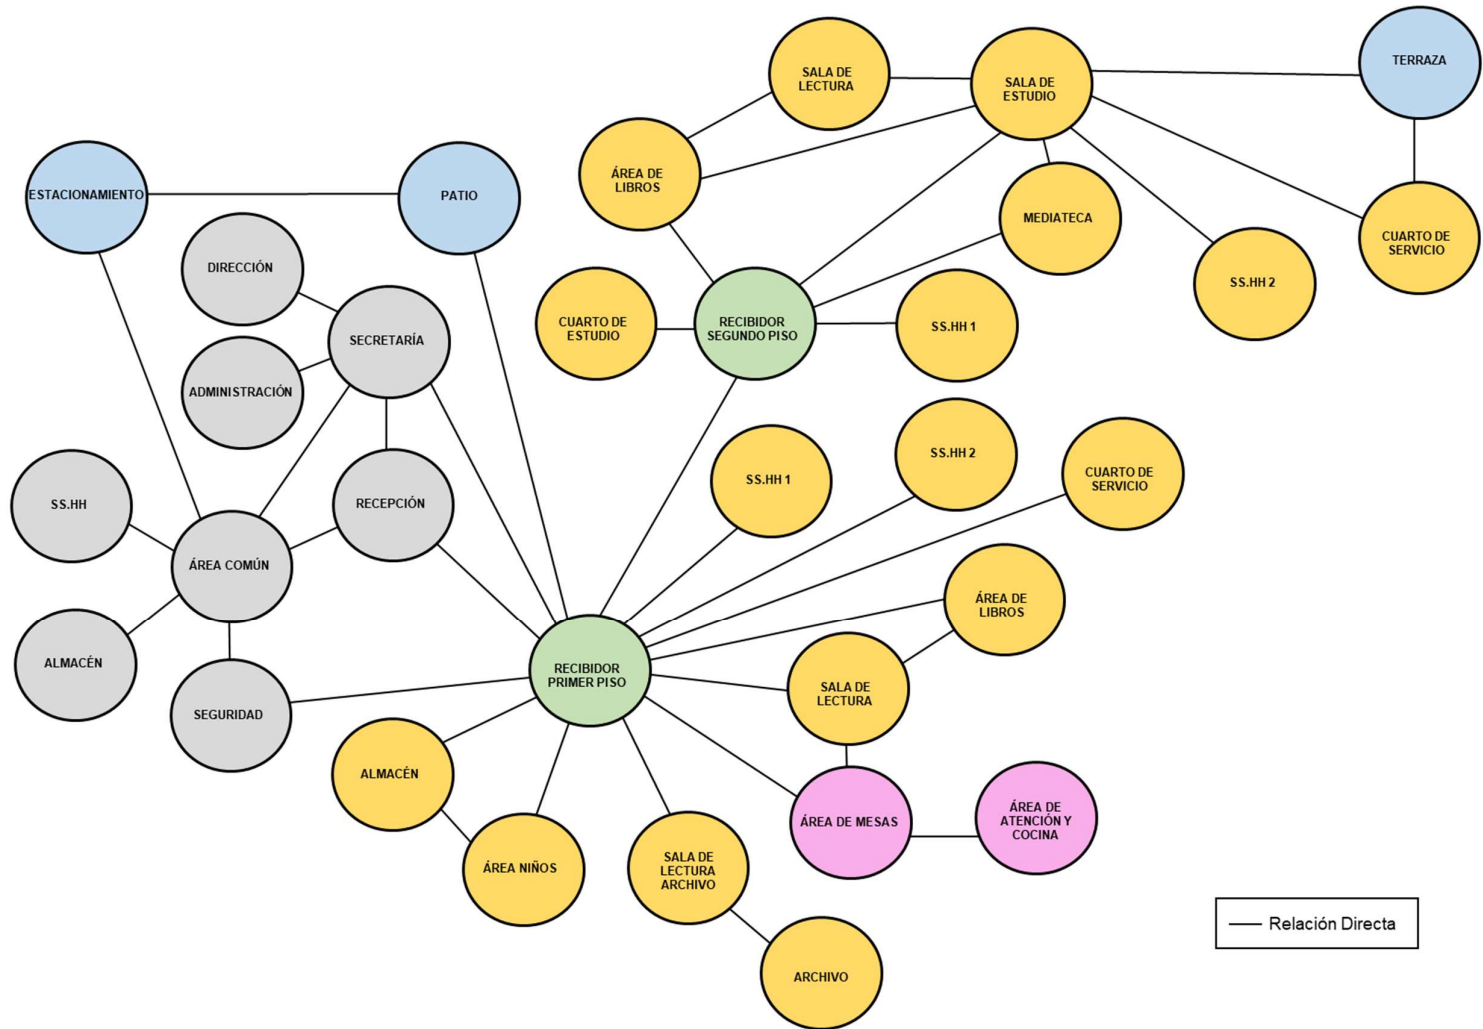 SALA DE
LECTURA
SALA DE
ESTUDIO
TERRAZA
ÁREA DE
LIBROS
ESTACIONAMIENTO
PATIO
MEDIATECA
CUARTO DE
SERVICIO
DIRECCIÓN
SS.HH 2
SECRETARÍA
CUARTO DE
ESTUDIO
RECIBIDOR
SEGUNDO PISO
SS.HH 1
ADMINISTRACIÓN
SS.HH
RECEPCIÓN
SS.HH 1
SS.HH 2
CUARTO DE
SERVICIO
ÁREA COMÚN
ÁREA DE
LIBROS
ALMACÉN
RECIBIDOR
PRIMER PISO
SALA DE
LECTURA
SEGURIDAD
ALMACÉN
ÁREA DE MESAS
ÁREA DE
ATENCIÓN Y
COCINA
ÁREA NIÑOS
SALA DE
LECTURA
ARCHIVO
ARCHIVO
Relación Directa